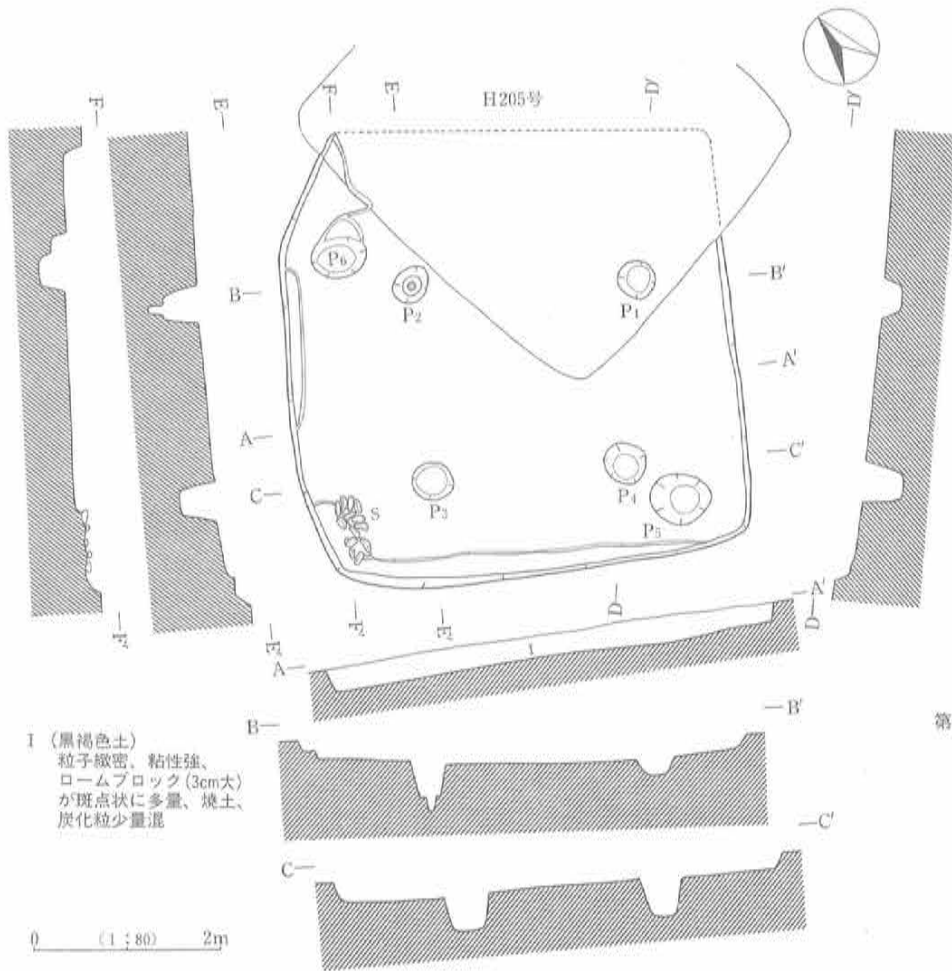 H205号
F
E
F
E
D'
D'
P6
B
P2
P1
B'
A'
A
C
P3
S
P4
P5
C'
F'
E'
F'
E'
D
A'
D
A
I
B
B'
第
I (黒褐色土)
粒子緻密、粘性強、
ロームブロック(3cm大)
が斑点状に多量、焼土、
炭化粒少量混
C
C'
0 (1:80) 2m